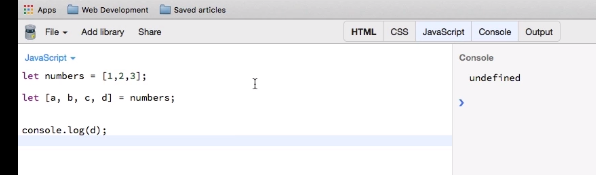 Apps Web Development Saved articles
File Add library Share HTML CSS JavaScript Console Output
JavaScript
Console
let numbers = [1,2,3];
undefined
let [a, b, c, d] = numbers;
console.log(d);